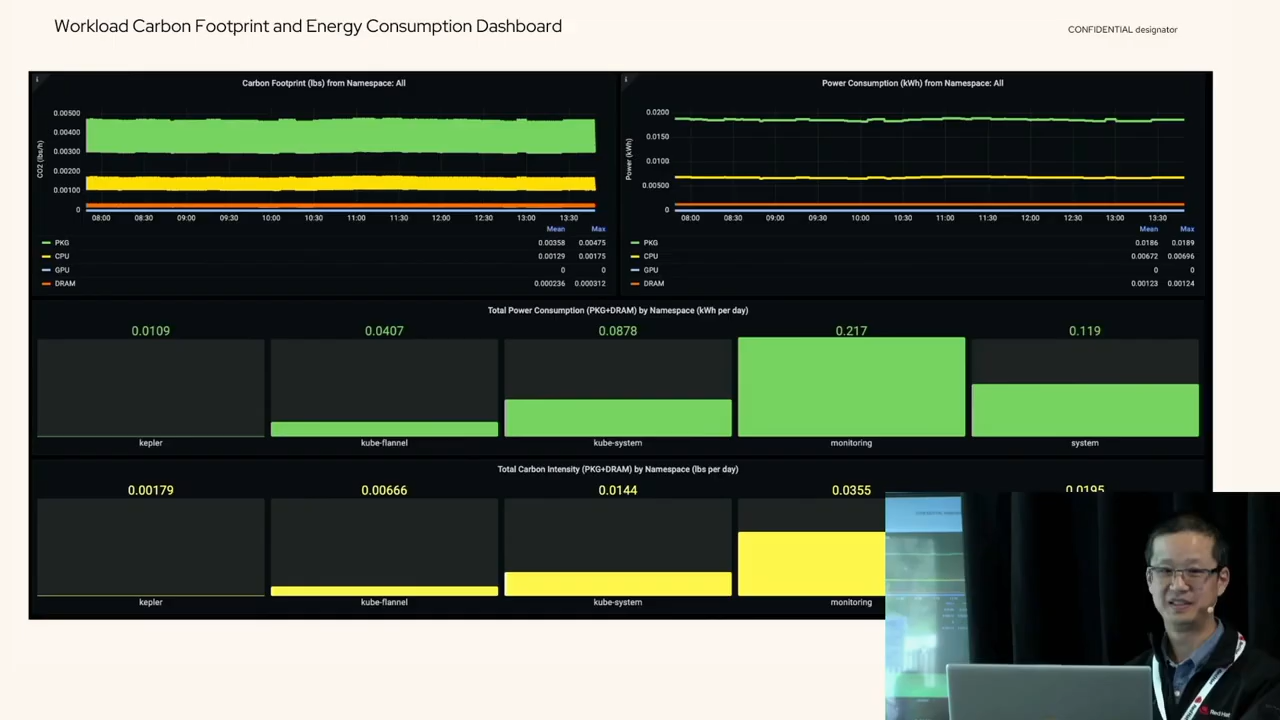 Workload Carbon Footprint and Energy Consumption Dashboard
CONFIDENTIAL designator
Carbon Footprint (lbs) from Namespace: All
CO2 (lbs/h)
0.00500
0.00400
0.00300
0.00200
0.00100
0
08:00 08:30 09:00 09:30 10:00 10:30 11:00 11:30 12:00 12:30 13:00 13:30
Mean Max
PKG 0.00358 0.00475
CPU 0.00129 0.00175
GPU 0 0
DRAM 0.000236 0.000312
Power Consumption (kWh) from Namespace: All
Power (kWh)
0.0200
0.0150
0.0100
0.00500
0
08:00 08:30 09:00 09:30 10:00 10:30 11:00 11:30 12:00 12:30 13:00 13:30
Mean Max
PKG 0.0186 0.0189
CPU 0.00672 0.00696
GPU 0 0
DRAM 0.00123 0.00124
Total Power Consumption (PKG+DRAM) by Namespace (kWh per day)
0.0109 0.0407 0.0878 0.217 0.119
kepler kube-flannel kube-system monitoring system
Total Carbon Intensity (PKG+DRAM) by Namespace (lbs per day)
0.00179 0.00666 0.0144 0.0355 0.0195
kepler kube-flannel kube-system monitoring
Red Hat